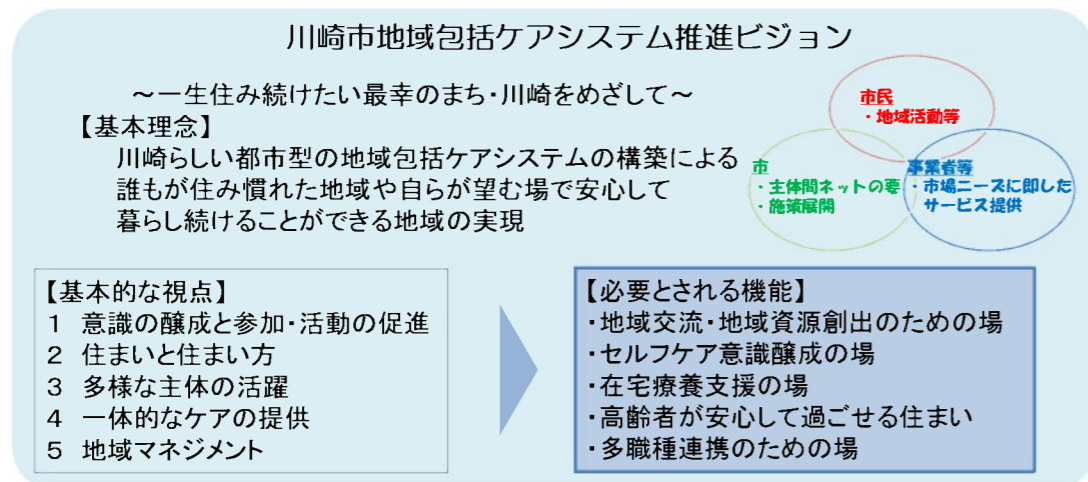 川崎市地域包括ケアシステム推進ビジョン
～一生住み続けたい最幸のまち・川崎をめざして～
【基本理念】
川崎らしい都市型の地域包括ケアシステムの構築による
誰もが住み慣れた地域や自らが望む場で安心して
暮らし続けることができる地域の実現
市民
・地域活動等
市
・主体間ネットの要
・施策展開
事業者等
・市場ニーズに即した
サービス提供
【基本的な視点】
1 意識の醸成と参加・活動の促進
2 住まいと住まい方
3 多様な主体の活躍
4 一体的なケアの提供
5 地域マネジメント
【必要とされる機能】
・地域交流・地域資源創出のための場
・セルフケア意識醸成の場
・在宅療養支援の場
・高齢者が安心して過ごせる住まい
・多職種連携のための場